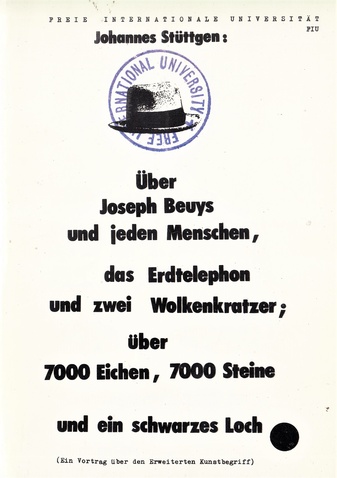 FREIE INTERNATIONALE UNIVERSITÄT
FIU
Johannes Stüttgen:
FREE INTERNATIONAL UNIVERSITY
Über
Joseph Beuys
und jeden Menschen,
das Erdtelephon
und zwei Wolkenkratzer;
über
7000 Eichen, 7000 Steine
und ein schwarzes Loch
(Ein Vortrag über den Erweiterten Kunstbegriff)